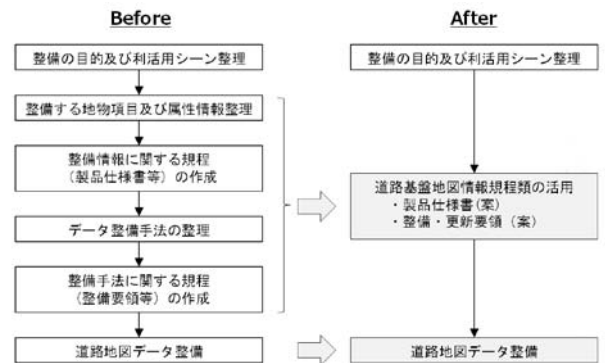 Before
整備の目的及び利活用シーン整理
整備する地物項目及び属性情報整理
整備情報に関する規程
（製品仕様書等）の作成
データ整備手法の整理
整備手法に関する規程
（整備要領等）の作成
道路地図データ整備
After
整備の目的及び利活用シーン整理
道路基盤地図情報規程類の活用
・製品仕様書(案)
・整備・更新要領（案）
道路地図データ整備